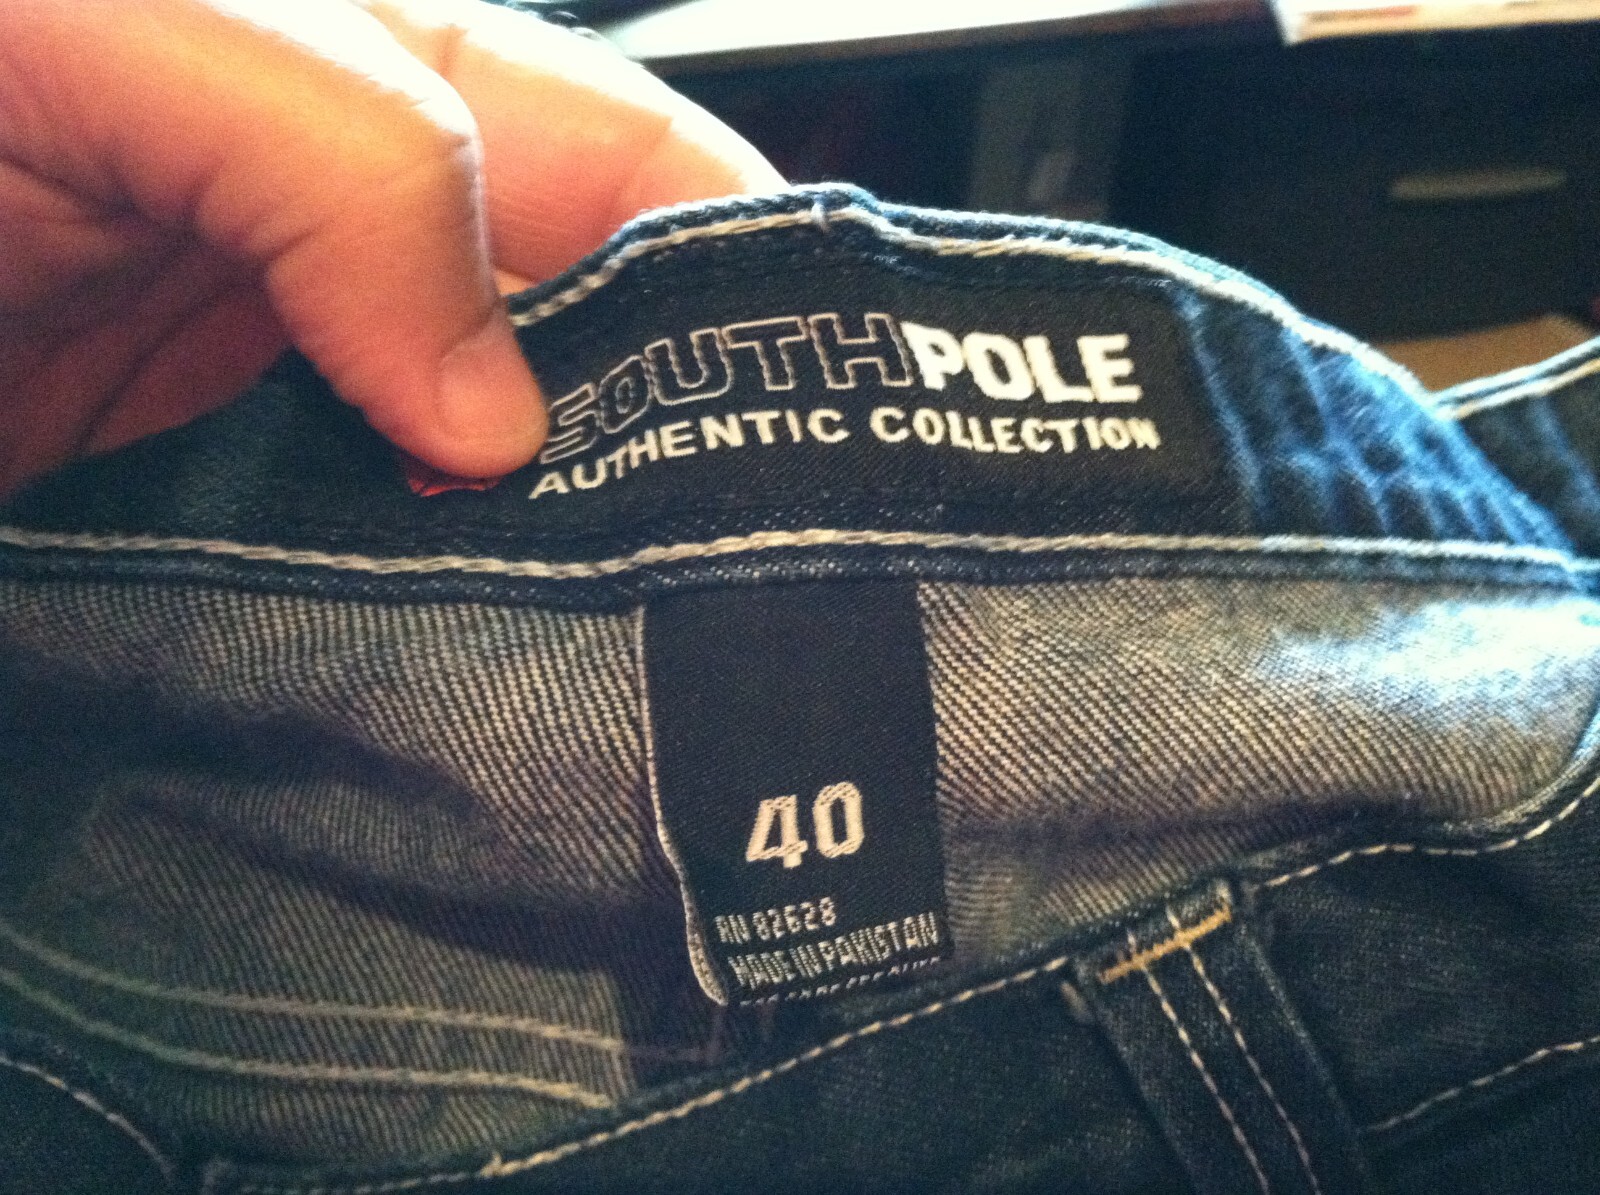 SOUTHPOLE
AUTHENTIC COLLECTION
40
RN 82628
MADE IN PAKISTAN